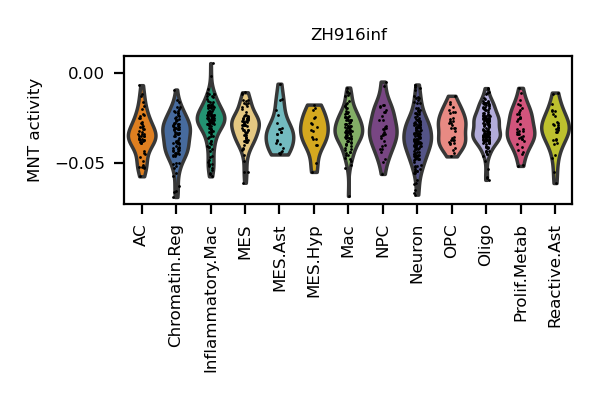 ZH916inf
MNT activity
0.00
−0.05
AC
Chromatin.Reg
Inflammatory.Mac
MES
MES.Ast
MES.Hyp
Mac
NPC
Neuron
OPC
Oligo
Prolif.Metab
Reactive.Ast